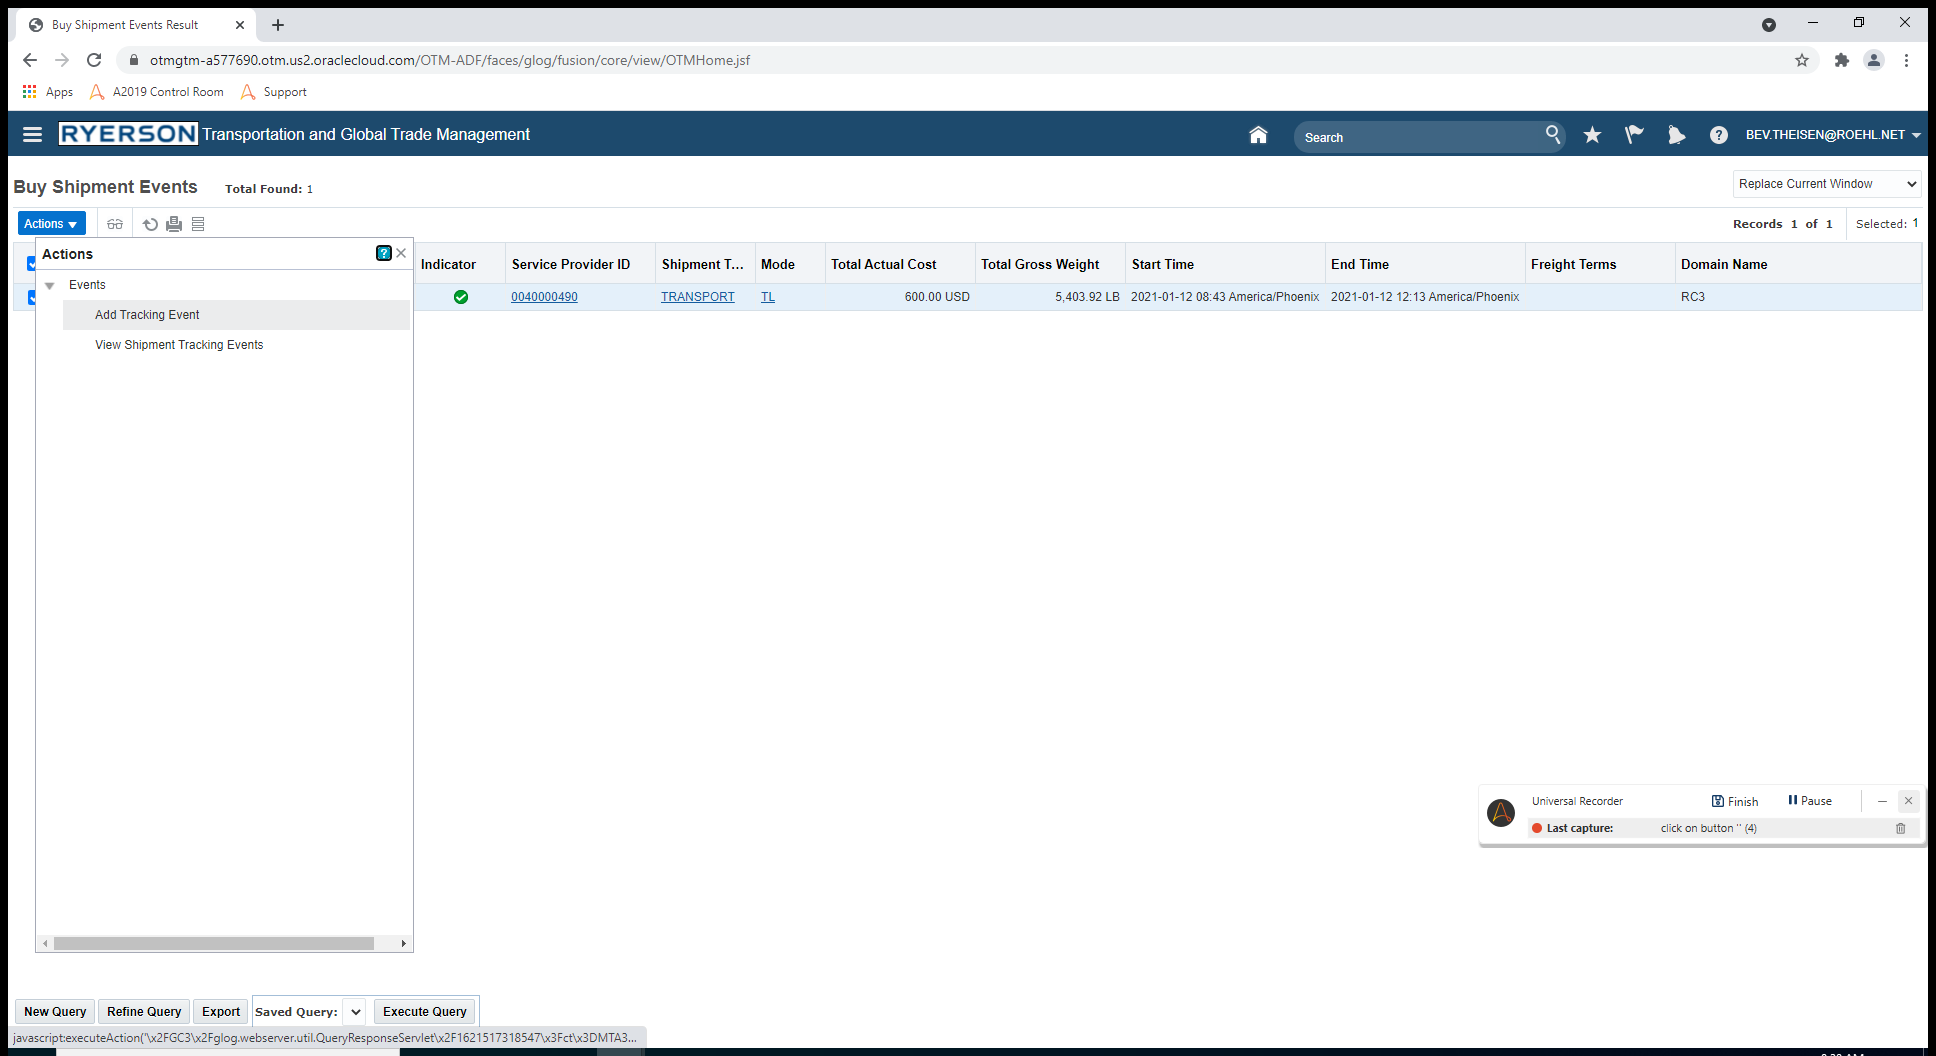 Buy Shipment Events Result
otmgtm-a577690.otm.us2.oraclecloud.com/OTM-ADF/faces/glog/fusion/core/view/OTMHome.jsf
Apps A2019 Control Room Support
RYERSON Transportation and Global Trade Management Search ? BEV.THEISEN@ROEHL.NET
Buy Shipment Events Total Found: 1 Replace Current Window
Actions Records 1 of 1 Selected: 1
Actions ?
Indicator Service Provider ID Shipment T... Mode Total Actual Cost Total Gross Weight Start Time End Time Freight Terms Domain Name
Events
0040000490 TRANSPORT TL 600.00 USD 5,403.92 LB 2021-01-12 08:43 America/Phoenix 2021-01-12 12:13 America/Phoenix RC3
Add Tracking Event
View Shipment Tracking Events
Universal Recorder Finish Pause
Last capture: click on button '' (4)
New Query Refine Query Export Saved Query: Execute Query
javascript:executeAction('\x2FGC3\x2Fglog.webserver.util.QueryResponseServlet\x2F1621517318547\x3Fct\x3DMTA3...